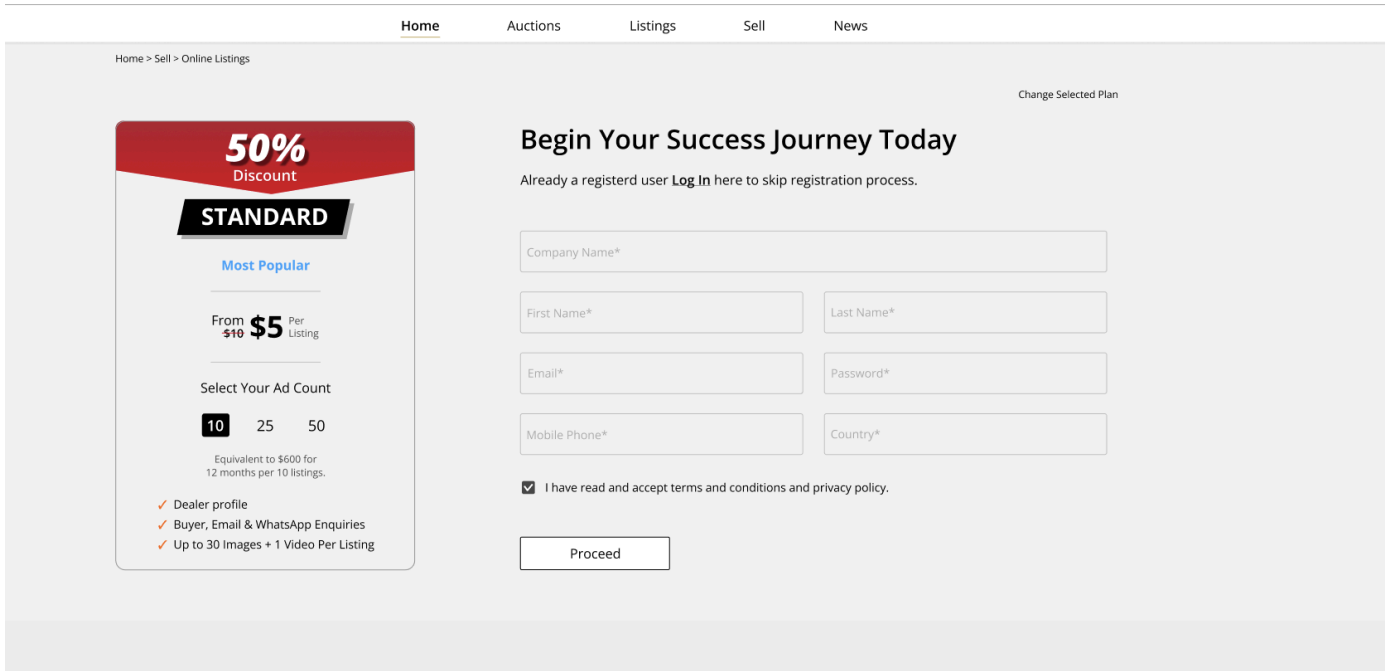 Home Auctions Listings Sell News
Home > Sell > Online Listings
Change Selected Plan
50%
Discount
STANDARD
Most Popular
From $10 $5 Per Listing
Select Your Ad Count
10 25 50
Equivalent to $600 for
12 months per 10 listings.
✓ Dealer profile
✓ Buyer, Email & WhatsApp Enquiries
✓ Up to 30 Images + 1 Video Per Listing
Begin Your Success Journey Today
Already a registerd user Log In here to skip registration process.
Company Name*
First Name* Last Name*
Email* Password*
Mobile Phone* Country*
I have read and accept terms and conditions and privacy policy.
Proceed